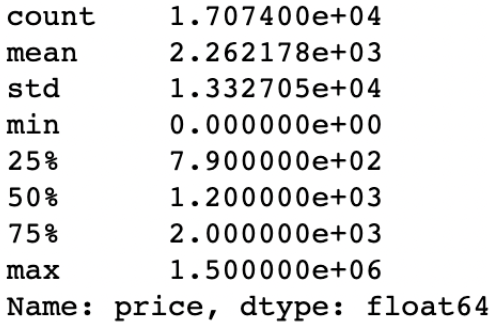 count 1.707400e+04
mean 2.262178e+03
std 1.332705e+04
min 0.000000e+00
25% 7.900000e+02
50% 1.200000e+03
75% 2.000000e+03
max 1.500000e+06
Name: price, dtype: float64